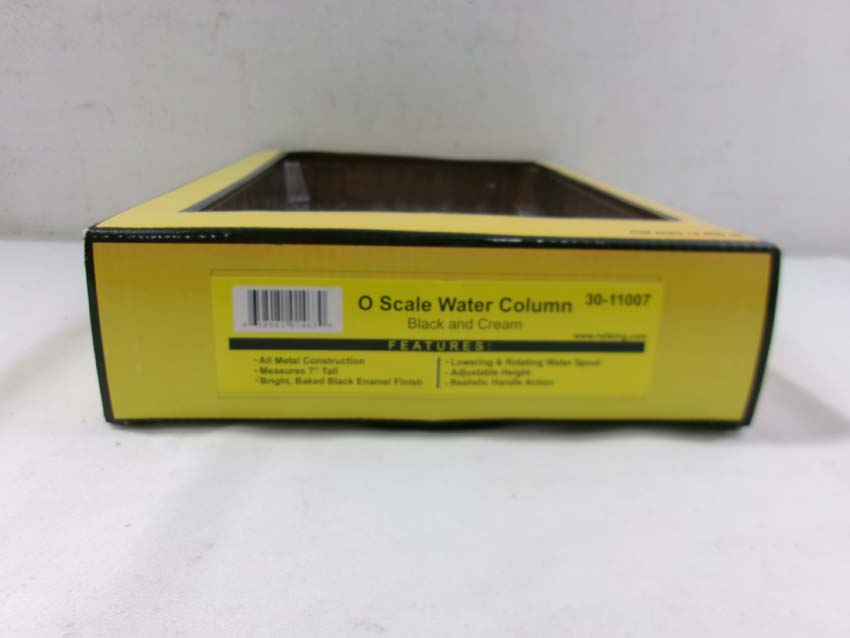 O Scale Water Column 30-11007
Black and Cream
www.railking.com
FEATURES:
· All Metal Construction
· Measures 7" Tall
· Bright, Baked Black Enamel Finish
· Lowering & Rotating Water Spout
· Adjustable Height
· Realistic Handle Action